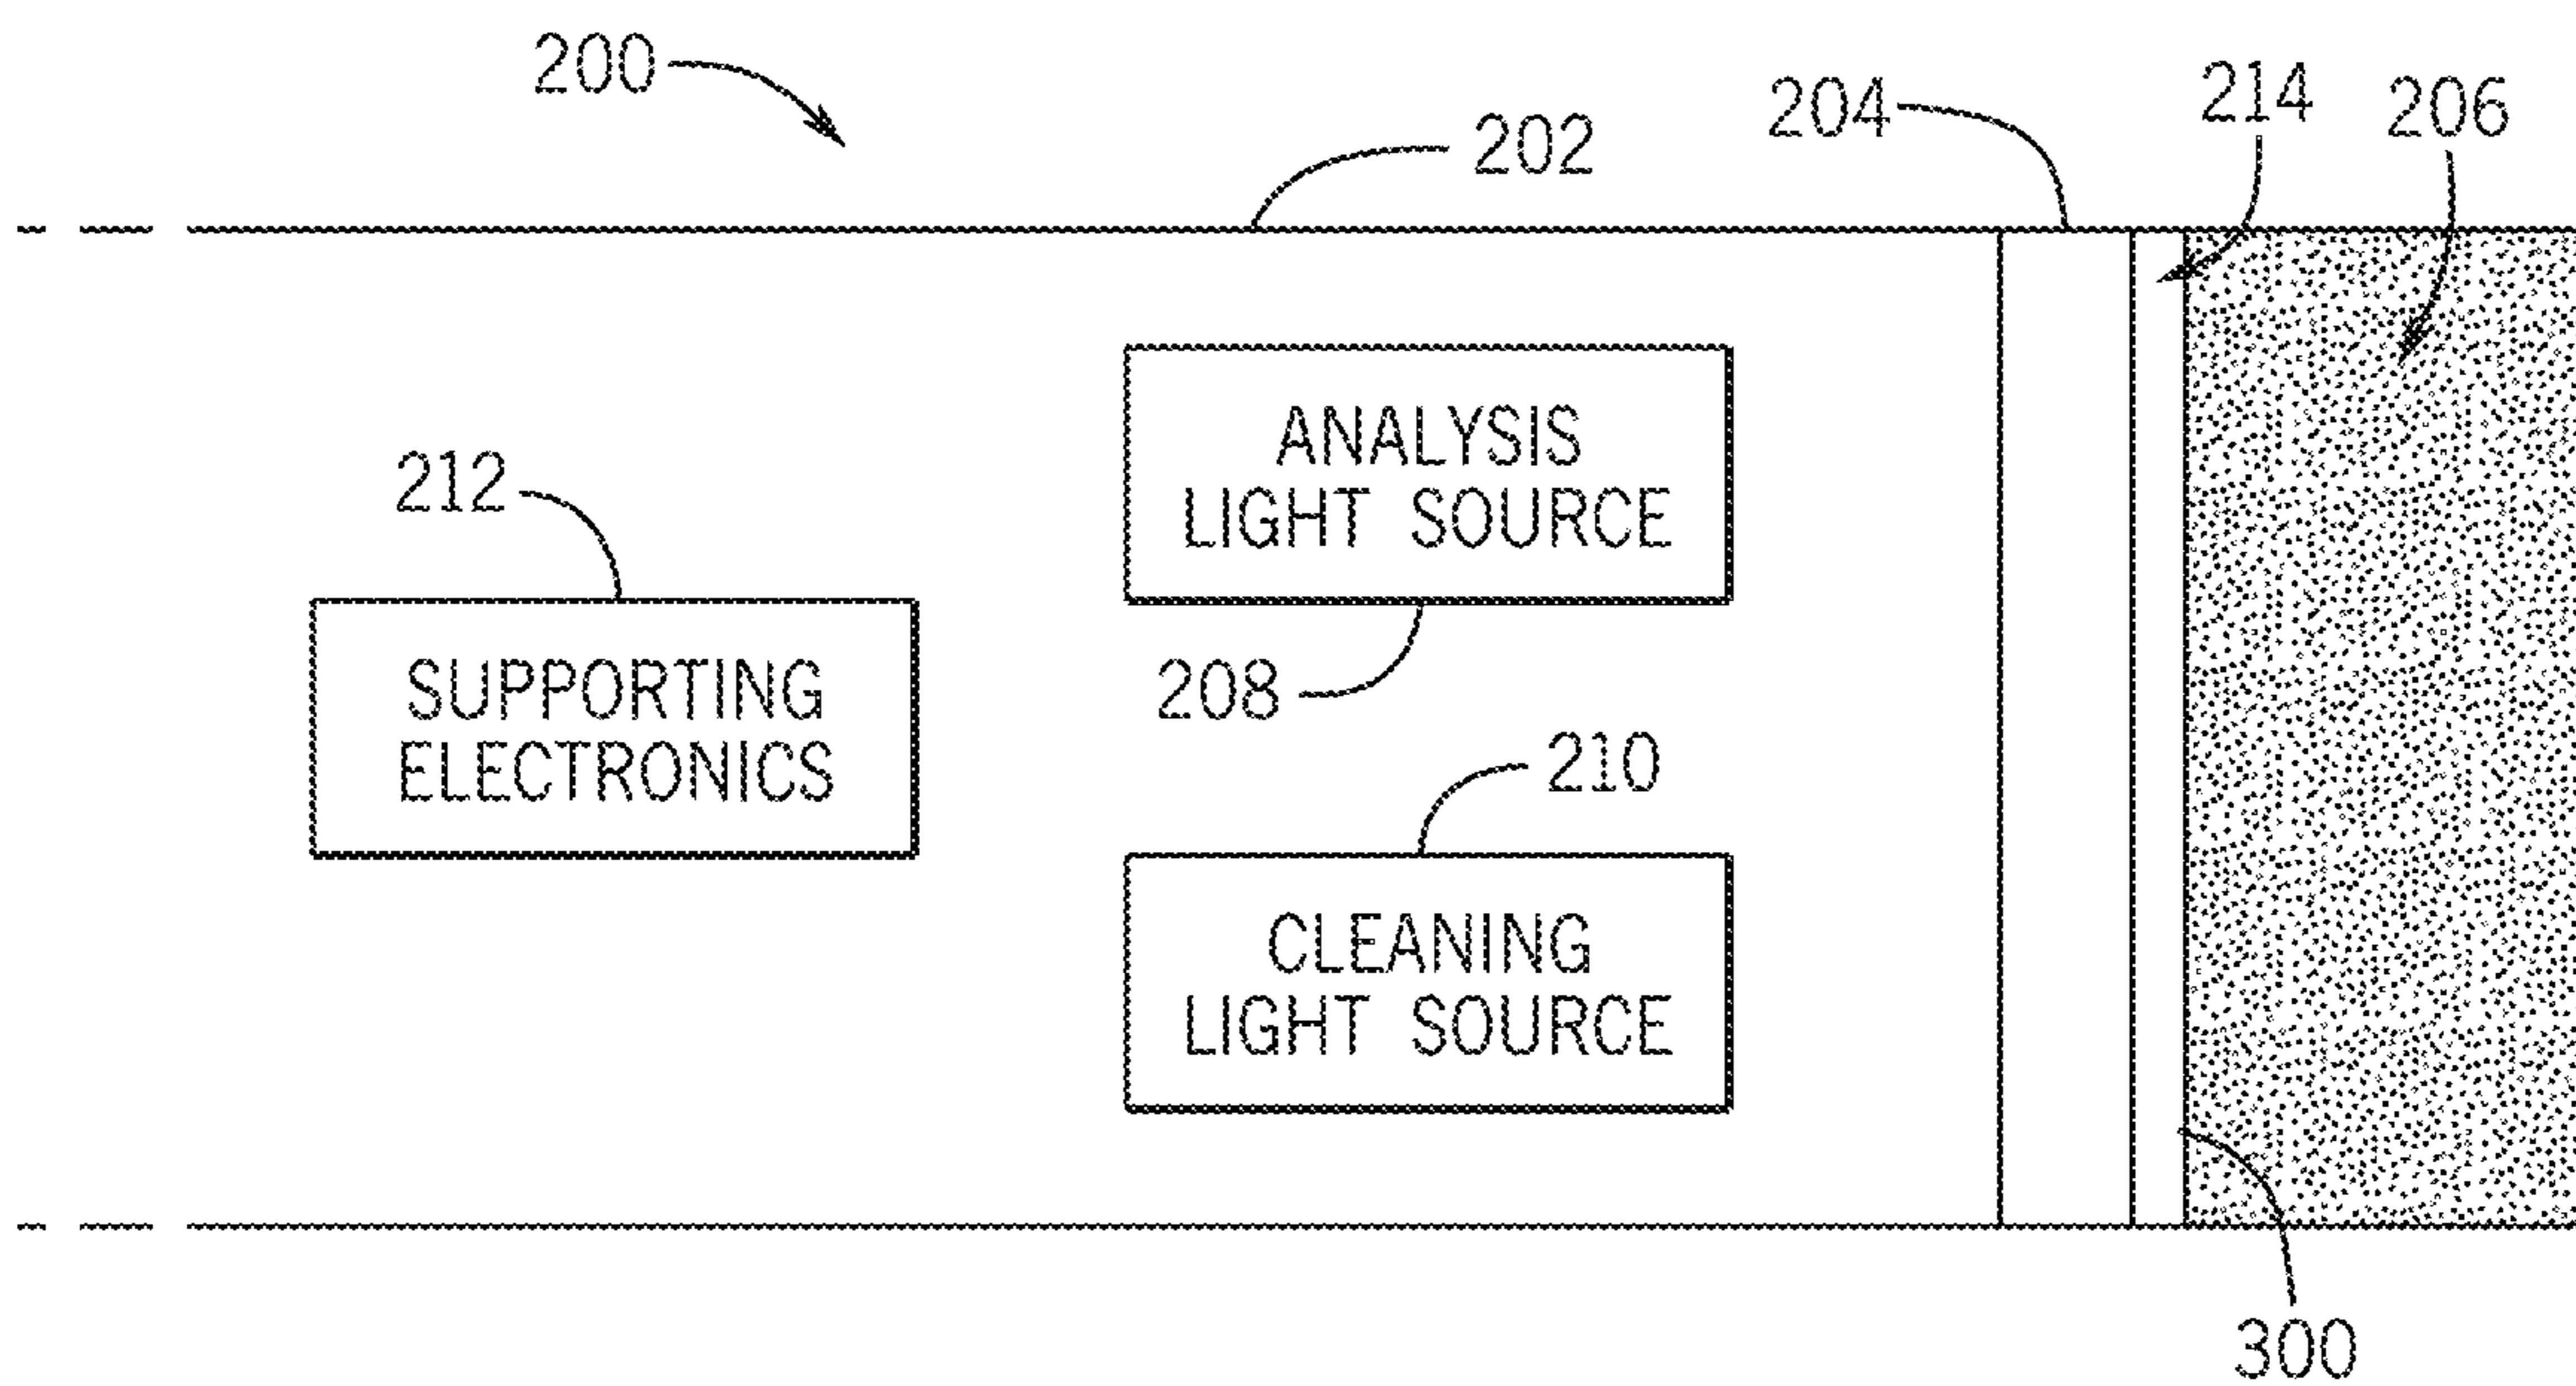 200
202
204
214
206
212
ANALYSIS
LIGHT SOURCE
208
SUPPORTING
ELECTRONICS
210
CLEANING
LIGHT SOURCE
300